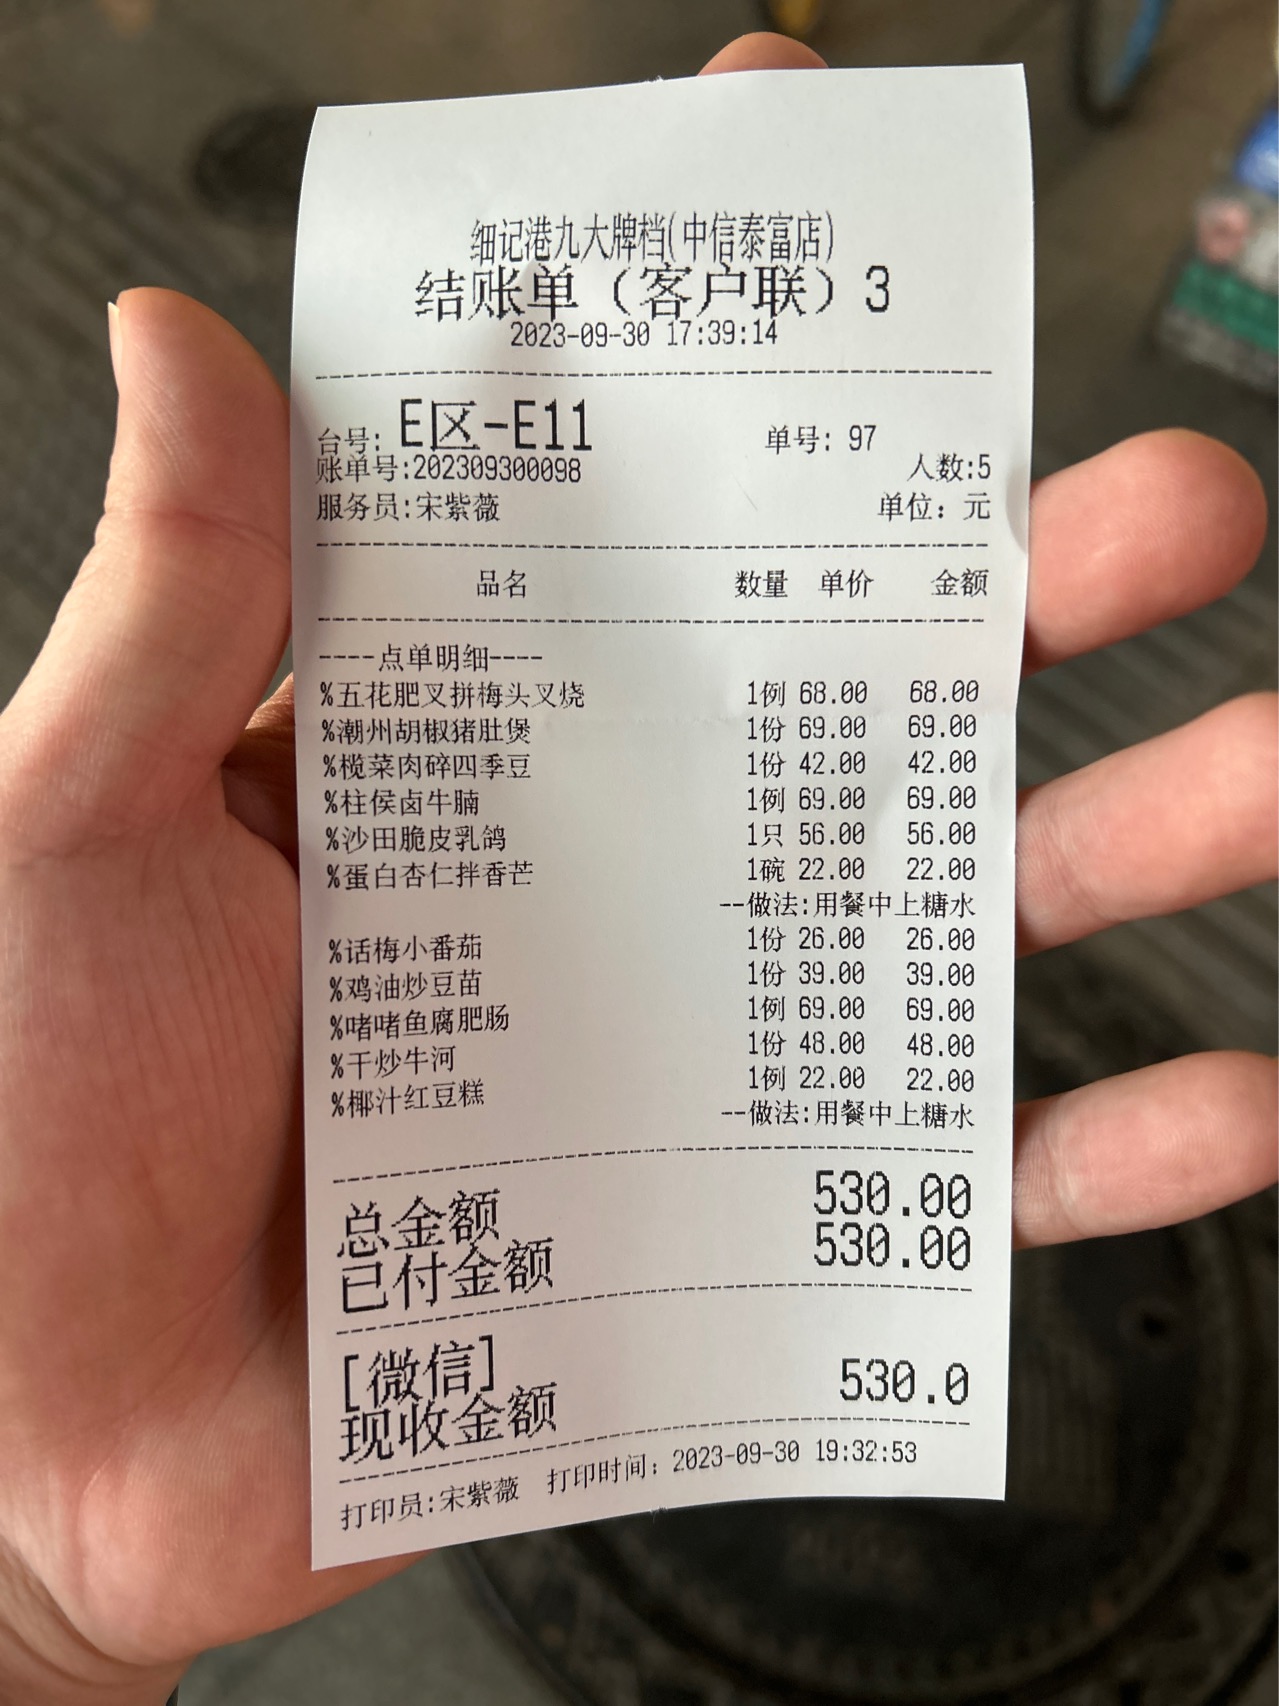 细记港九大牌档(中信泰富店)
结账单（客户联）3
2023-09-30 17:39:14
台号: E区-E11 单号: 97
账单号:202309300098 人数:5
服务员:宋紫薇 单位: 元
品名 数量 单价 金额
----点单明细----
%五花肥叉拼梅头叉烧 1例 68.00 68.00
%潮州胡椒猪肚煲 1份 69.00 69.00
%榄菜肉碎四季豆 1份 42.00 42.00
%柱侯卤牛腩 1例 69.00 69.00
%沙田脆皮乳鸽 1只 56.00 56.00
%蛋白杏仁拌香芒 1碗 22.00 22.00
--做法:用餐中上糖水
%话梅小番茄 1份 26.00 26.00
%鸡油炒豆苗 1份 39.00 39.00
%啫啫鱼腐肥肠 1例 69.00 69.00
%干炒牛河 1份 48.00 48.00
%椰汁红豆糕 1例 22.00 22.00
--做法:用餐中上糖水
总金额 530.00
已付金额 530.00
[微信] 530.0
现收金额
打印员:宋紫薇 打印时间: 2023-09-30 19:32:53